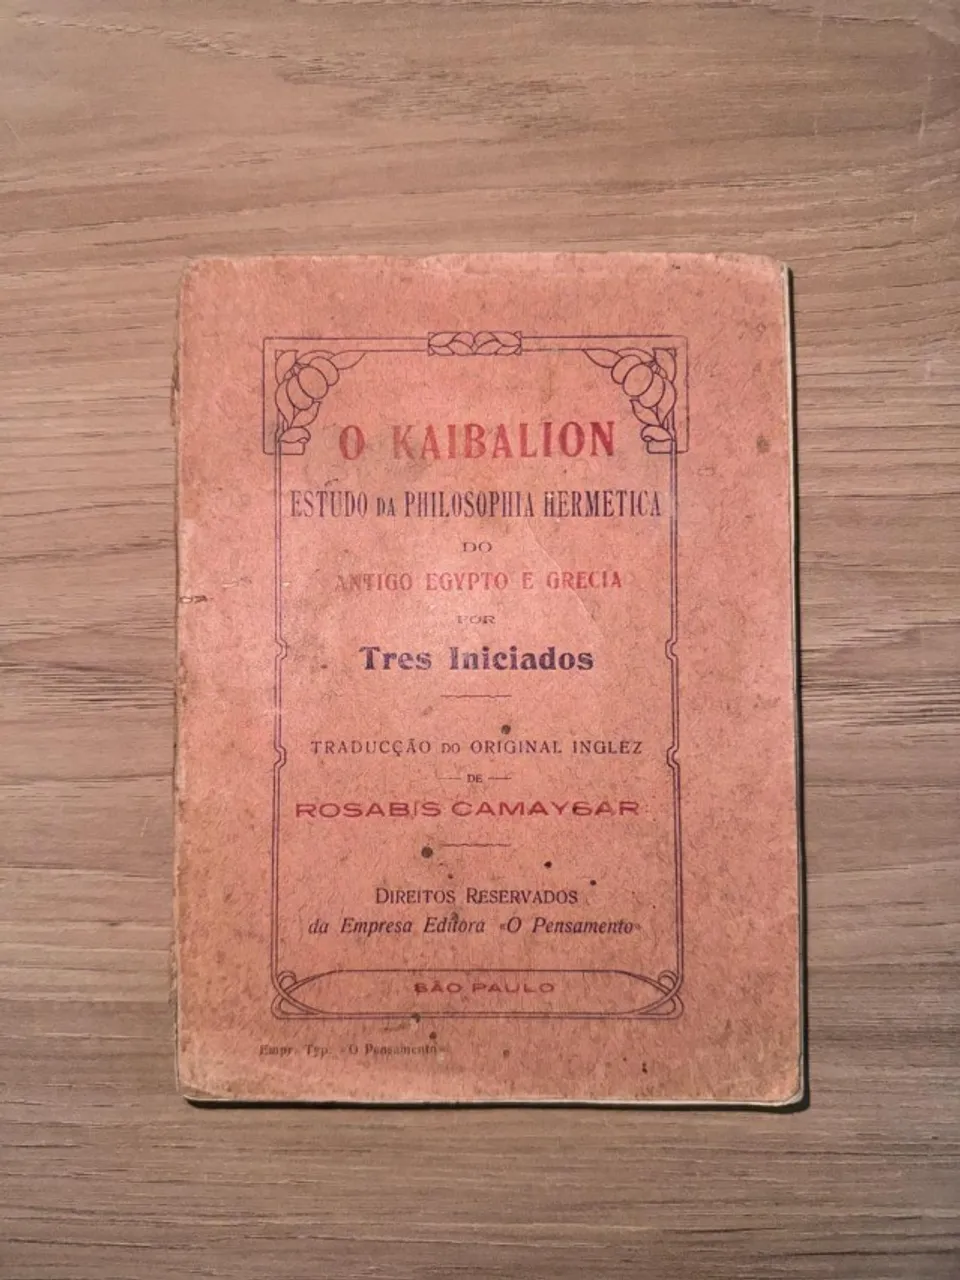 O KAIBALION
ESTUDO DA PHILOSOPHIA HERMETICA
DO
ANTIGO EGYPTO E GRECIA
POR
Tres Iniciados
TRADUCÇÃO DO ORIGINAL INGLEZ
— DE —
ROSABIS CAMAYSAR
DIREITOS RESERVADOS
da Empresa Editora «O Pensamento»
SÃO PAULO
Empr. Typ. «O Pensamento»